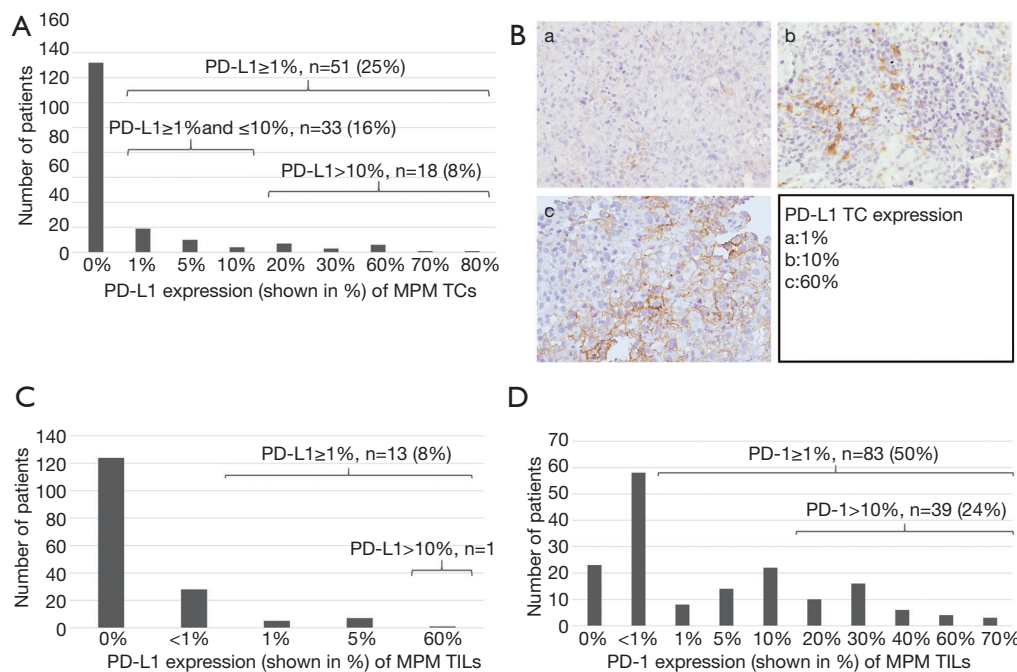 A
Number of patients
160
140
120
100
80
60
40
20
0
PD-L1≥1%, n=51 (25%)
PD-L1≥1%and ≤10%, n=33 (16%)
PD-L1>10%, n=18 (8%)
0% 1% 5% 10% 20% 30% 60% 70% 80%
PD-L1 expression (shown in %) of MPM TCs
B
a
b
c
PD-L1 TC expression
a:1%
b:10%
c:60%
C
Number of patients
140
120
100
80
60
40
20
0
PD-L1≥1%, n=13 (8%)
PD-L1>10%, n=1
0% <1% 1% 5% 60%
PD-L1 expression (shown in %) of MPM TILs
D
Number of patients
70
60
50
40
30
20
10
0
PD-1≥1%, n=83 (50%)
PD-1>10%, n=39 (24%)
0% <1% 1% 5% 10% 20% 30% 40% 60% 70%
PD-1 expression (shown in %) of MPM TILs